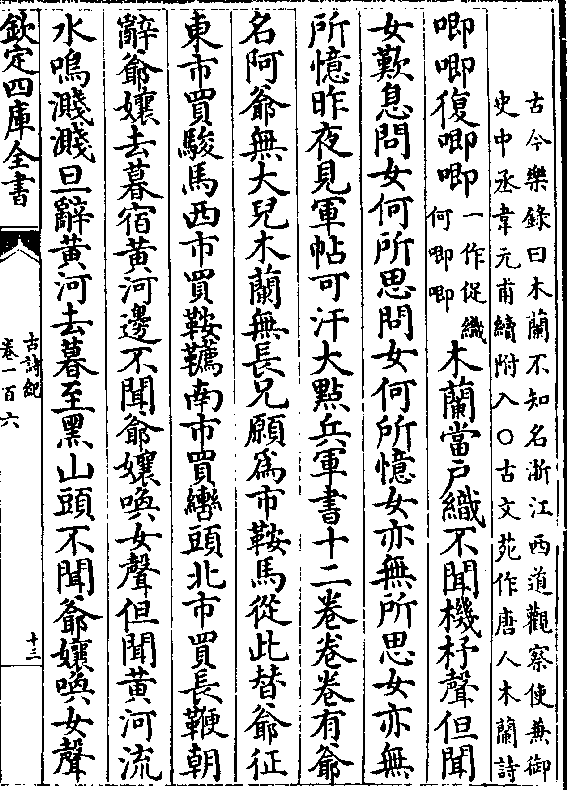 古今樂錄曰木蘭不知名浙江西道觀察使兼御
史中丞韋元甫續附入○古文苑作唐人木蘭詩
唧唧復唧唧一作促織何唧唧木蘭當戶織不聞機杼聲但聞
女歎息問女何所思問女何所憶女亦無所思女亦無
所憶昨夜見軍帖可汗大點兵軍書十二卷卷卷有爺
名阿爺無大兒木蘭無長兄願爲市鞍馬從此替爺征
東市買駿馬西市買鞍韉南市買轡頭北市買長鞭朝
辭爺孃去暮宿黃河邊不聞爺孃喚女聲但聞黃河流
水鳴濺濺旦辭黃河去暮至黑山頭不聞爺孃喚女聲
欽定四庫全書
古詩紀
卷一百六
十三